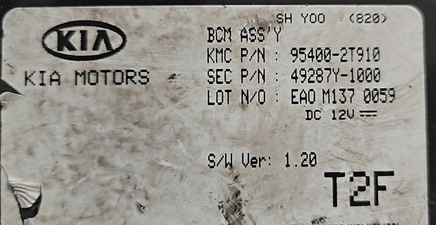 SH YOO (820)
KIA
BCM ASS'Y
KMC P/N : 95400-2T910
KIA MOTORS
SEC P/N : 49287Y-1000
LOT N/O : EAO M137 0059
DC 12V
S/W Ver: 1.20
T2F